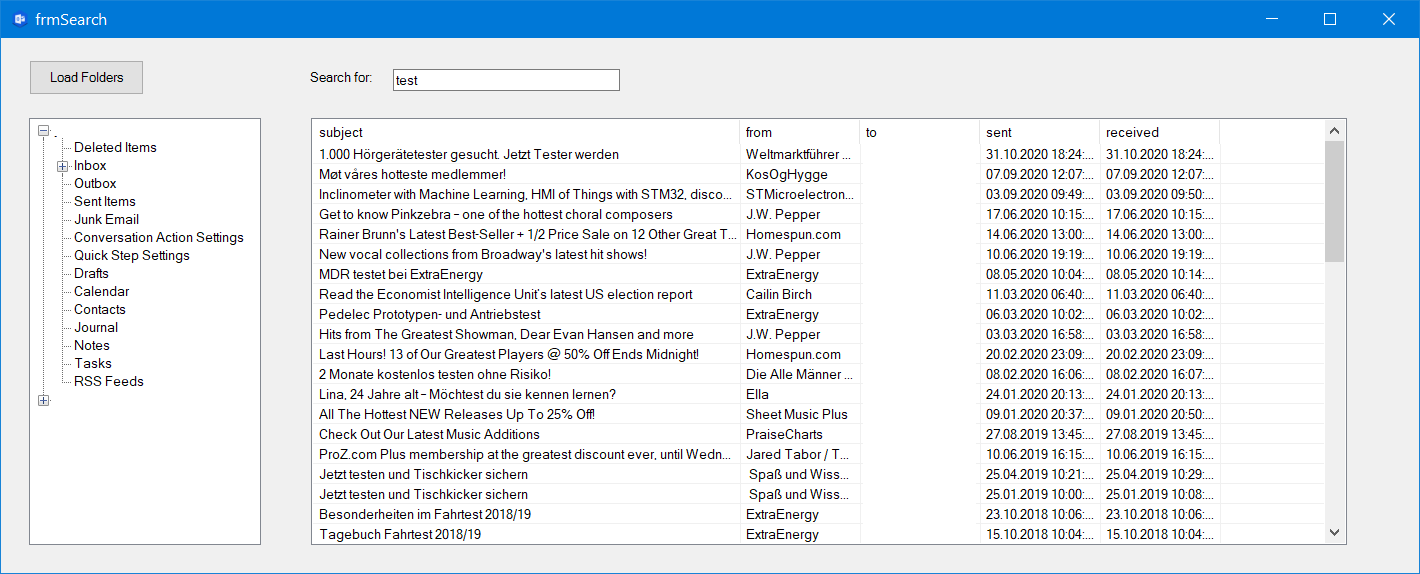 frmSearch
Load Folders
Search for:
test
Deleted Items
Inbox
Outbox
Sent Items
Junk Email
Conversation Action Settings
Quick Step Settings
Drafts
Calendar
Contacts
Journal
Notes
Tasks
RSS Feeds
subject from to sent received
1.000 Hörgerätetester gesucht. Jetzt Tester werden Weltmarktführer ... 31.10.2020 18:24:... 31.10.2020 18:24:...
Møt våres hotteste medlemmer! KosOgHygge 07.09.2020 12:07:... 07.09.2020 12:07:...
Inclinometer with Machine Learning, HMI of Things with STM32, disco... STMicroelectron... 03.09.2020 09:49:... 03.09.2020 09:50:...
Get to know Pinkzebra – one of the hottest choral composers J.W. Pepper 17.06.2020 10:15:... 17.06.2020 10:15:...
Rainer Brunn's Latest Best-Seller + 1/2 Price Sale on 12 Other Great T... Homespun.com 14.06.2020 13:00:... 14.06.2020 13:00:...
New vocal collections from Broadway's latest hit shows! J.W. Pepper 10.06.2020 19:19:... 10.06.2020 19:19:...
MDR testet bei ExtraEnergy ExtraEnergy 08.05.2020 10:04:... 08.05.2020 10:14:...
Read the Economist Intelligence Unit's latest US election report Cailin Birch 11.03.2020 06:40:... 11.03.2020 06:40:...
Pedelec Prototypen- und Antriebstest ExtraEnergy 06.03.2020 10:02:... 06.03.2020 10:02:...
Hits from The Greatest Showman, Dear Evan Hansen and more J.W. Pepper 03.03.2020 16:58:... 03.03.2020 16:58:...
Last Hours! 13 of Our Greatest Players @ 50% Off Ends Midnight! Homespun.com 20.02.2020 23:09:... 20.02.2020 23:09:...
2 Monate kostenlos testen ohne Risiko! Die Alle Männer ... 08.02.2020 16:06:... 08.02.2020 16:07:...
Lina, 24 Jahre alt – Möchtest du sie kennen lernen? Ella 24.01.2020 20:13:... 24.01.2020 20:13:...
All The Hottest NEW Releases Up To 25% Off! Sheet Music Plus 09.01.2020 20:37:... 09.01.2020 20:50:...
Check Out Our Latest Music Additions PraiseCharts 27.08.2019 13:45:... 27.08.2019 13:45:...
ProZ.com Plus membership at the greatest discount ever, until Wedn... Jared Tabor / T... 10.06.2019 16:15:... 10.06.2019 16:15:...
Jetzt testen und Tischkicker sichern Spaß und Wiss... 25.04.2019 10:21:... 25.04.2019 10:29:...
Jetzt testen und Tischkicker sichern Spaß und Wiss... 25.01.2019 10:00:... 25.01.2019 10:08:...
Besonderheiten im Fahrtest 2018/19 ExtraEnergy 23.10.2018 10:06:... 23.10.2018 10:06:...
Tagebuch Fahrtest 2018/19 ExtraEnergy 15.10.2018 10:04:... 15.10.2018 10:04:...